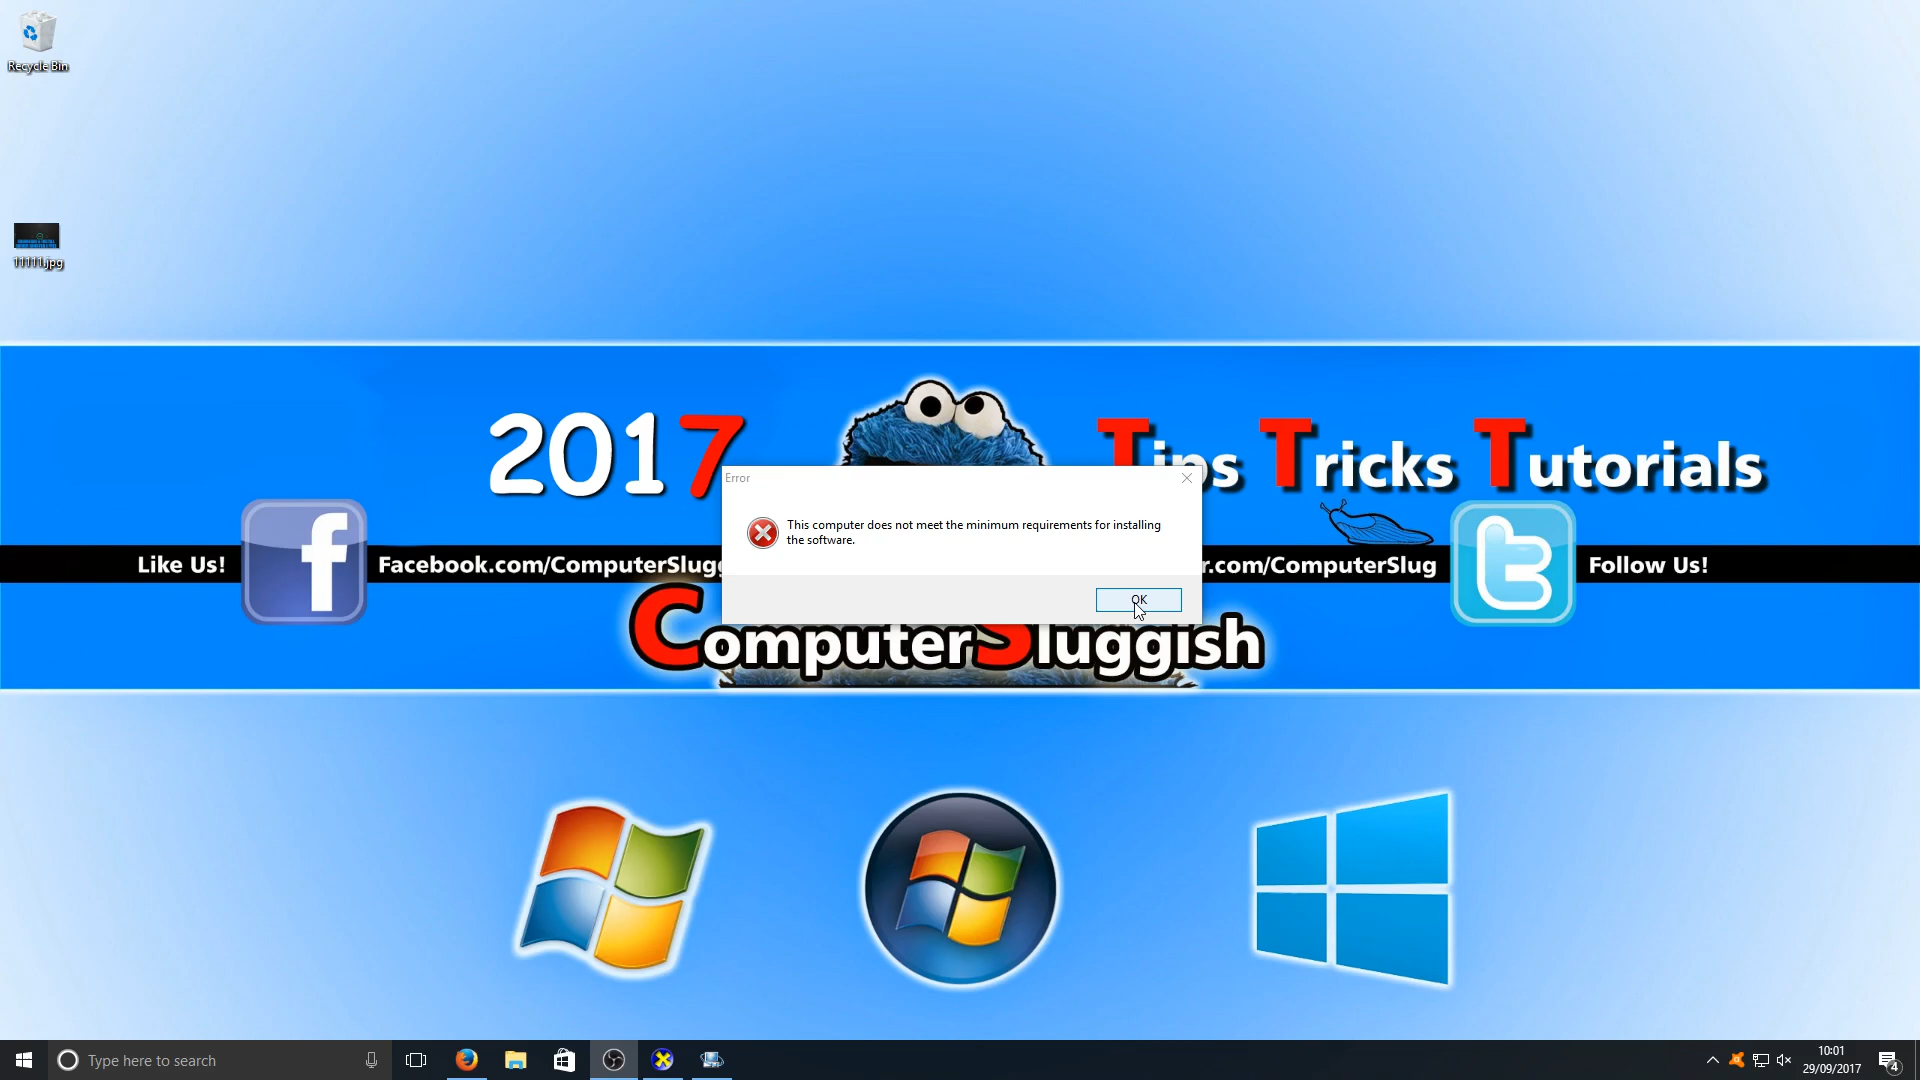 Recycle Bin
11111.jpg
2017
Tips Tricks Tutorials
Error
This computer does not meet the minimum requirements for installing
the software.
OK
Like Us!
f
Facebook.com/ComputerSlugg
r.com/ComputerSlug
t
Follow Us!
ComputerSluggish
Type here to search
10:01
29/09/2017
4